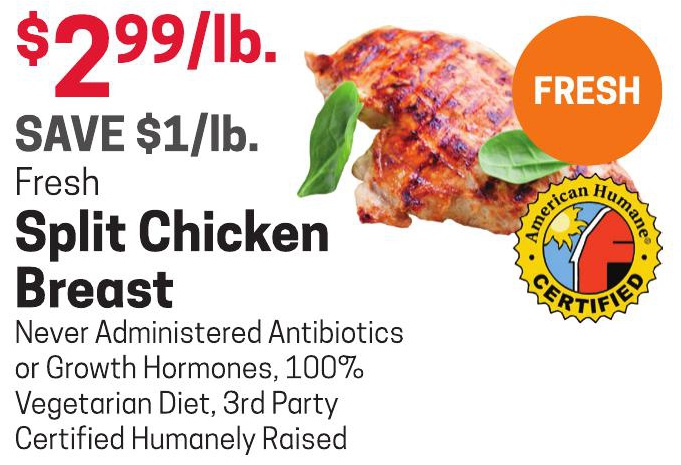 $2.99/lb.
SAVE $1/lb.
Fresh
Split Chicken
Breast
Never Administered Antibiotics
or Growth Hormones, 100%
Vegetarian Diet, 3rd Party
Certified Humanely Raised
FRESH
American Humane®
CERTIFIED